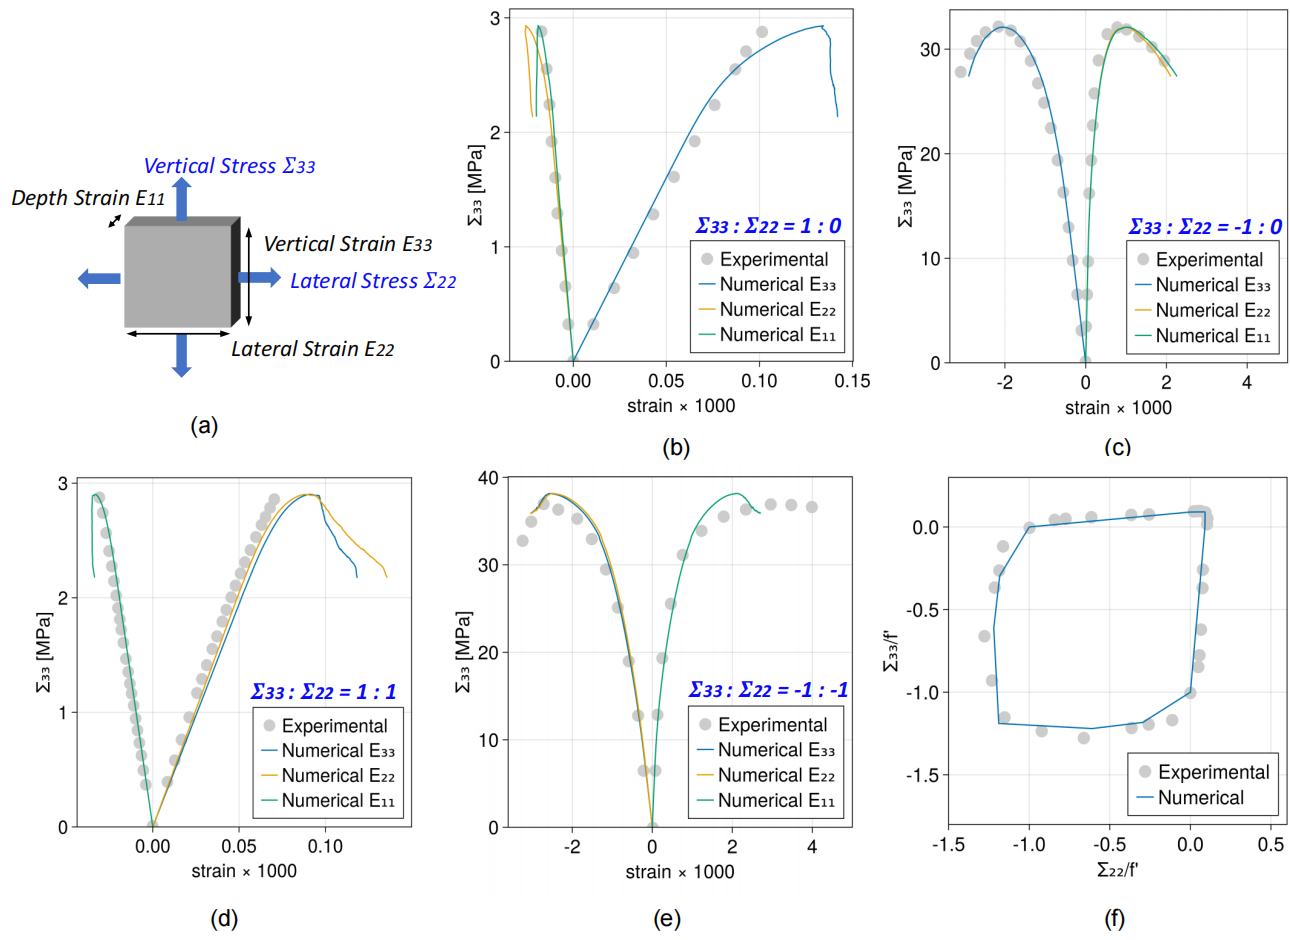 Vertical Stress Σ33
Depth Strain E11
Vertical Strain E33
Lateral Stress Σ22
Lateral Strain E22
(a)
3
2
1
0
Σ₃₃ [MPa]
Σ33 : Σ22 = 1 : 0
Experimental
Numerical E₃₃
Numerical E₂₂
Numerical E₁₁
0.00 0.05 0.10 0.15
strain × 1000
(b)
30
20
10
0
Σ₃₃ [MPa]
Σ33 : Σ22 = -1 : 0
Experimental
Numerical E₃₃
Numerical E₂₂
Numerical E₁₁
-2 0 2 4
strain × 1000
(c)
3
2
1
0
Σ₃₃ [MPa]
Σ33 : Σ22 = 1 : 1
Experimental
Numerical E₃₃
Numerical E₂₂
Numerical E₁₁
0.00 0.05 0.10
strain × 1000
(d)
40
30
20
10
0
Σ₃₃ [MPa]
Σ33 : Σ22 = -1 : -1
Experimental
Numerical E₃₃
Numerical E₂₂
Numerical E₁₁
-2 0 2 4
strain × 1000
(e)
0.0
-0.5
-1.0
-1.5
Σ₃₃/f'
Experimental
Numerical
-1.5 -1.0 -0.5 0.0 0.5
Σ₂₂/f'
(f)